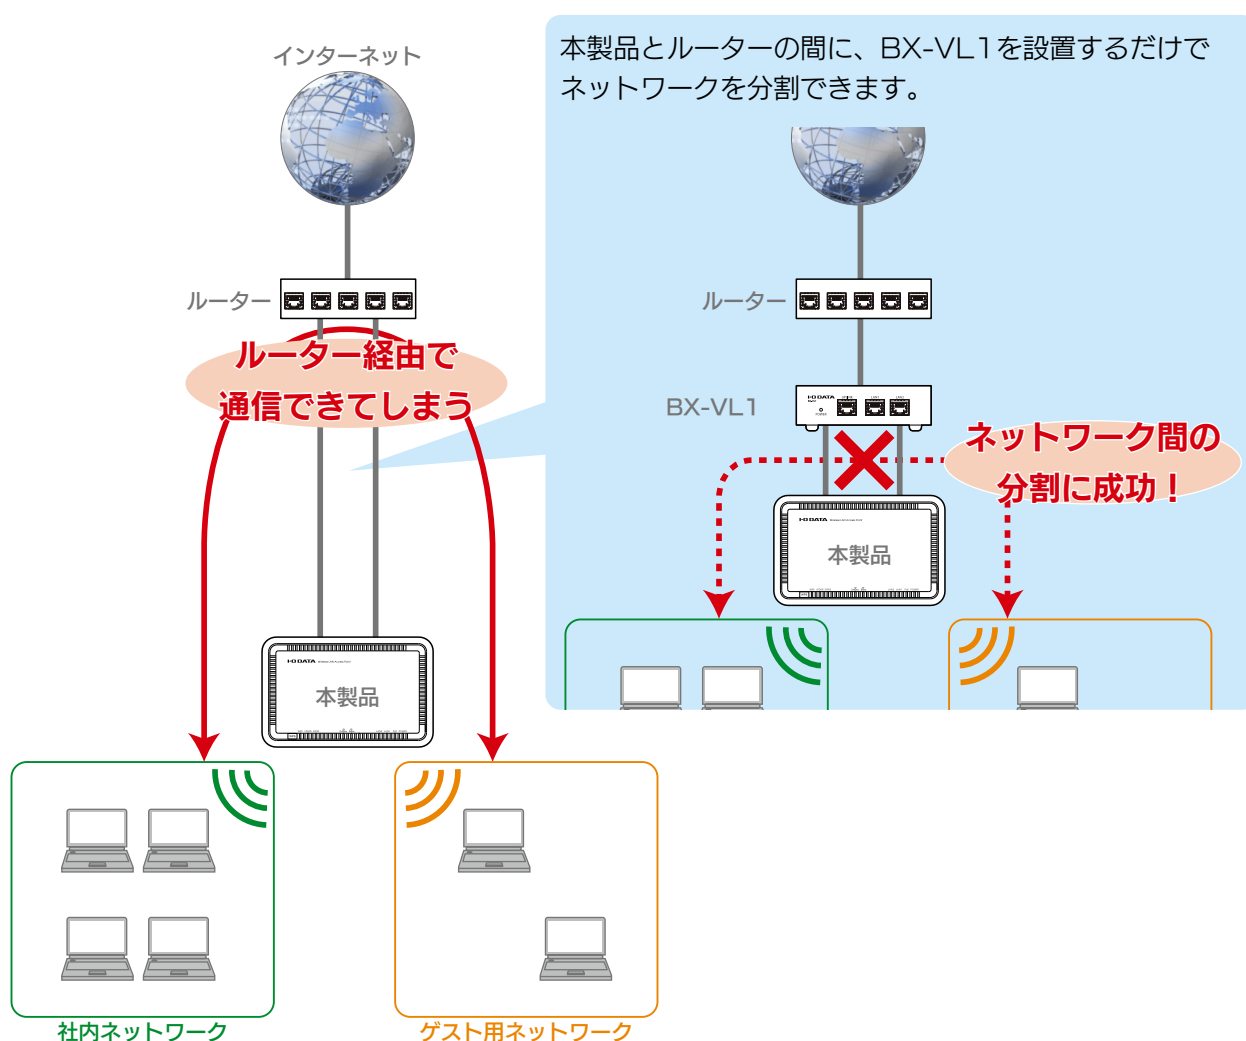 インターネット
ルーター
ルーター経由で
通信できてしまう
I-O DATA
本製品
社内ネットワーク
ゲスト用ネットワーク
本製品とルーターの間に、BX-VL1を設置するだけで
ネットワークを分割できます。
ルーター
BX-VL1
I-O DATA
POWER
ネットワーク間の
分割に成功！
I-O DATA
本製品